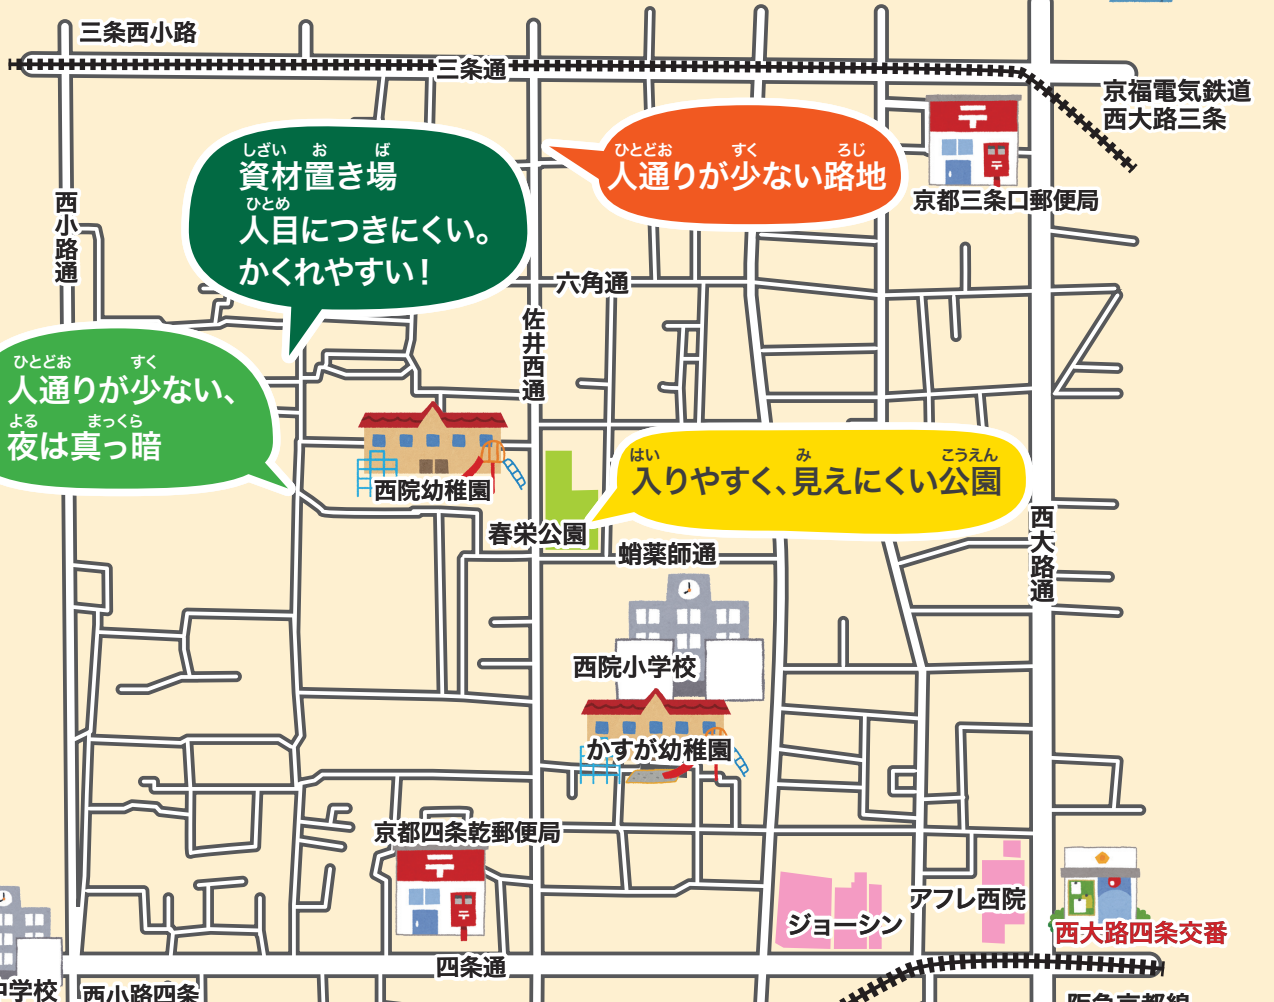 三条西小路
三条通
京福電気鉄道
西大路三条
しざい お ば
資材置き場
ひとめ
人目につきにくい。
かくれやすい！
ひとどお すく ろじ
人通りが少ない路地
京都三条口郵便局
西小路通
六角通
佐井西通
ひとどお すく
人通りが少ない、
よる まっくら
夜は真っ暗
西院幼稚園
はい み こうえん
入りやすく、見えにくい公園
春栄公園
蛸薬師通
西大路通
西院小学校
かすが幼稚園
京都四条乾郵便局
アフレ西院
ジョーシン
西大路四条交番
四条通
中学校
西小路四条
阪急京都線